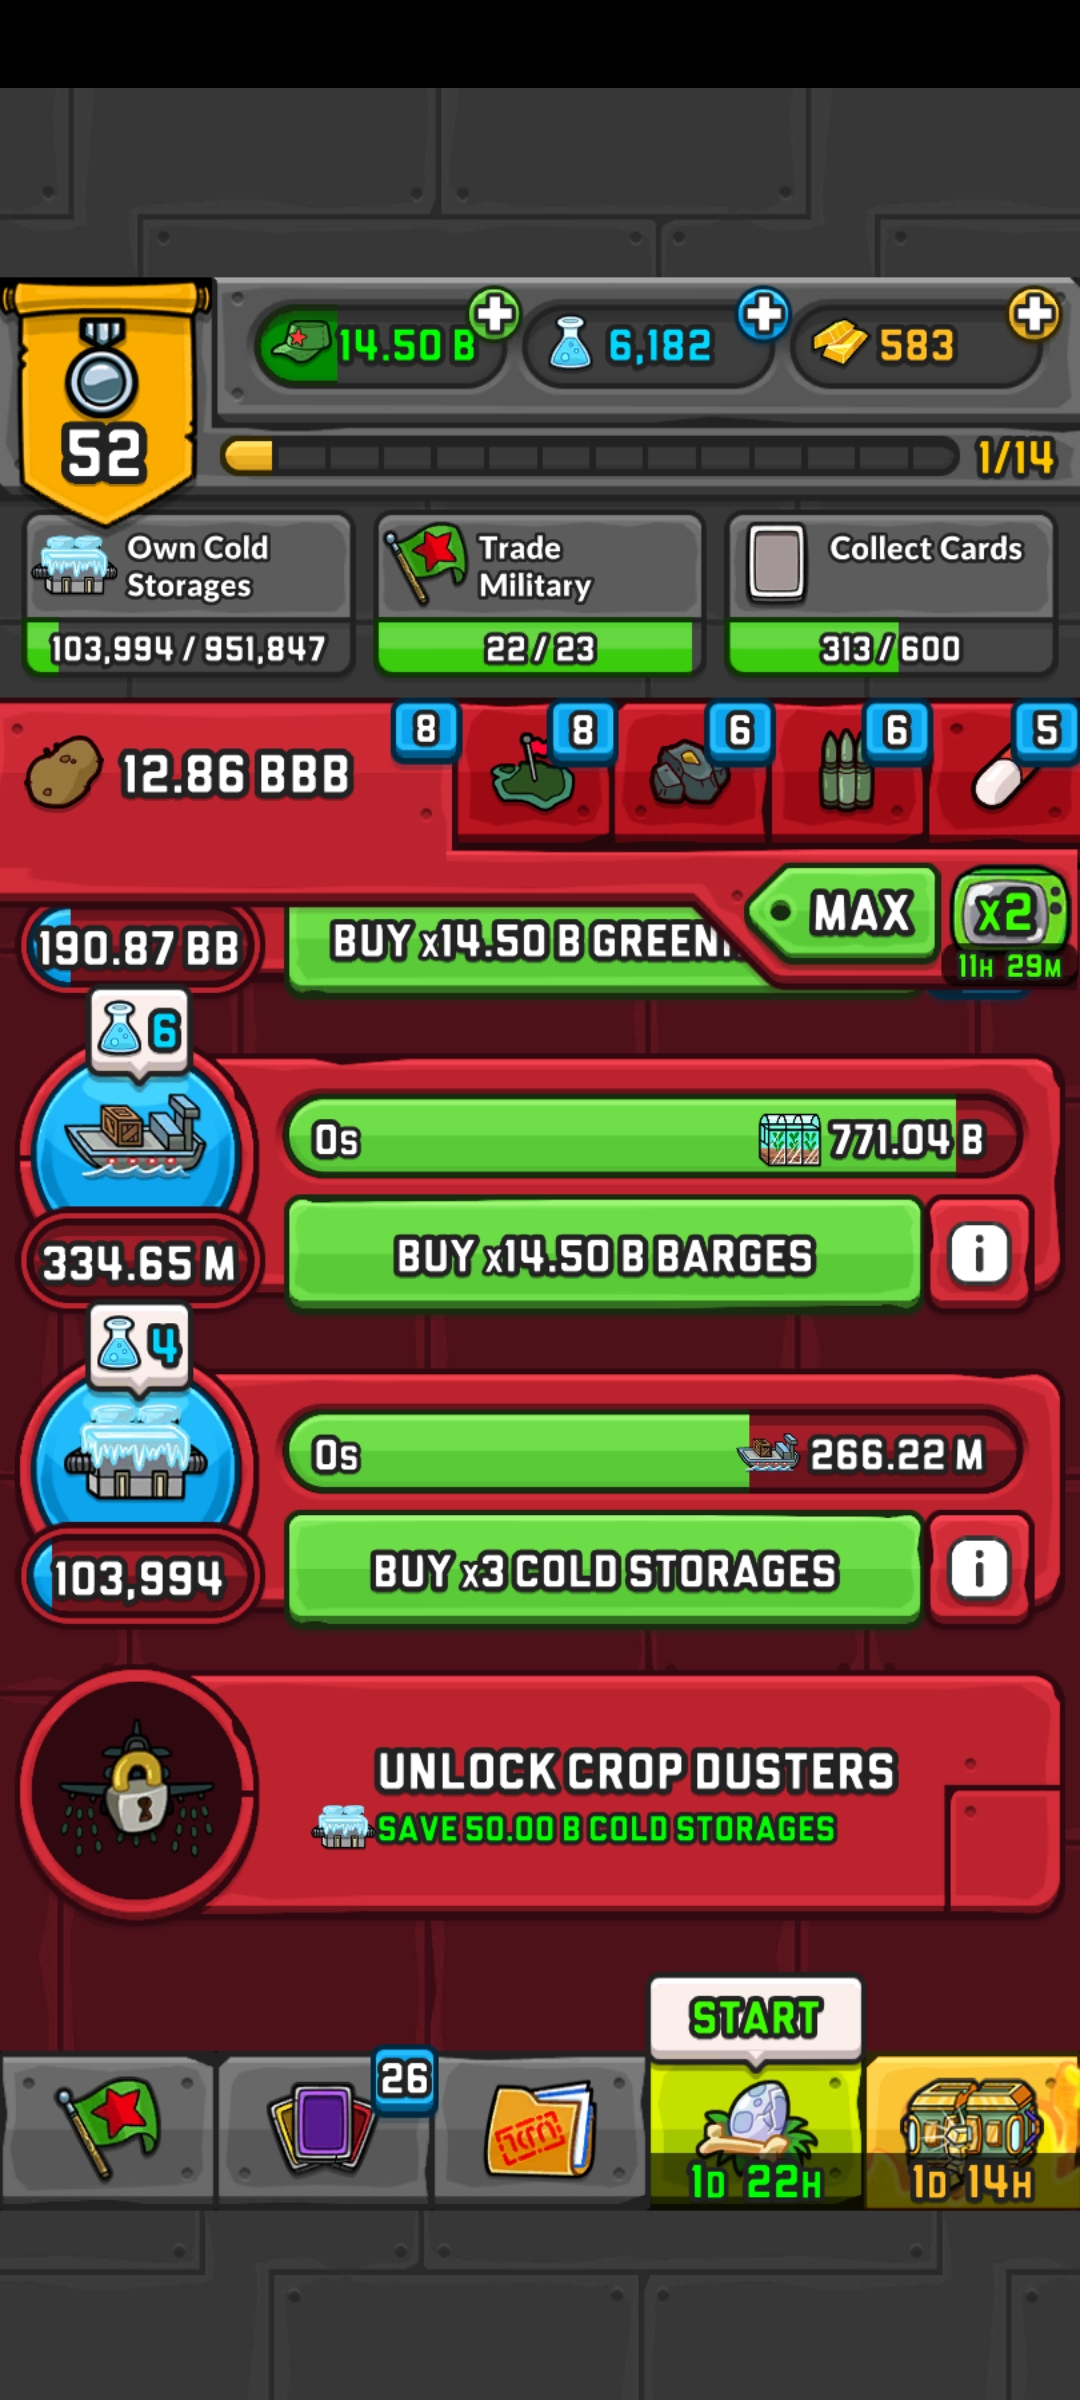 14.50 B
6,182
583
52
1/14
Own Cold
Storages
103,994 / 951,847
Trade
Military
22 / 23
Collect Cards
313 / 600
12.86 BBB
8
8
6
6
5
MAX
x2
11H 29M
190.87 BB
BUY x14.50 B
6
0s
771.04 B
334.65 M
BUY x14.50 B BARGES
i
4
0s
266.22 M
103,994
BUY x3 COLD STORAGES
i
UNLOCK CROP DUSTERS
SAVE 50.00 B COLD STORAGES
START
26
1D 22H
1D 14H